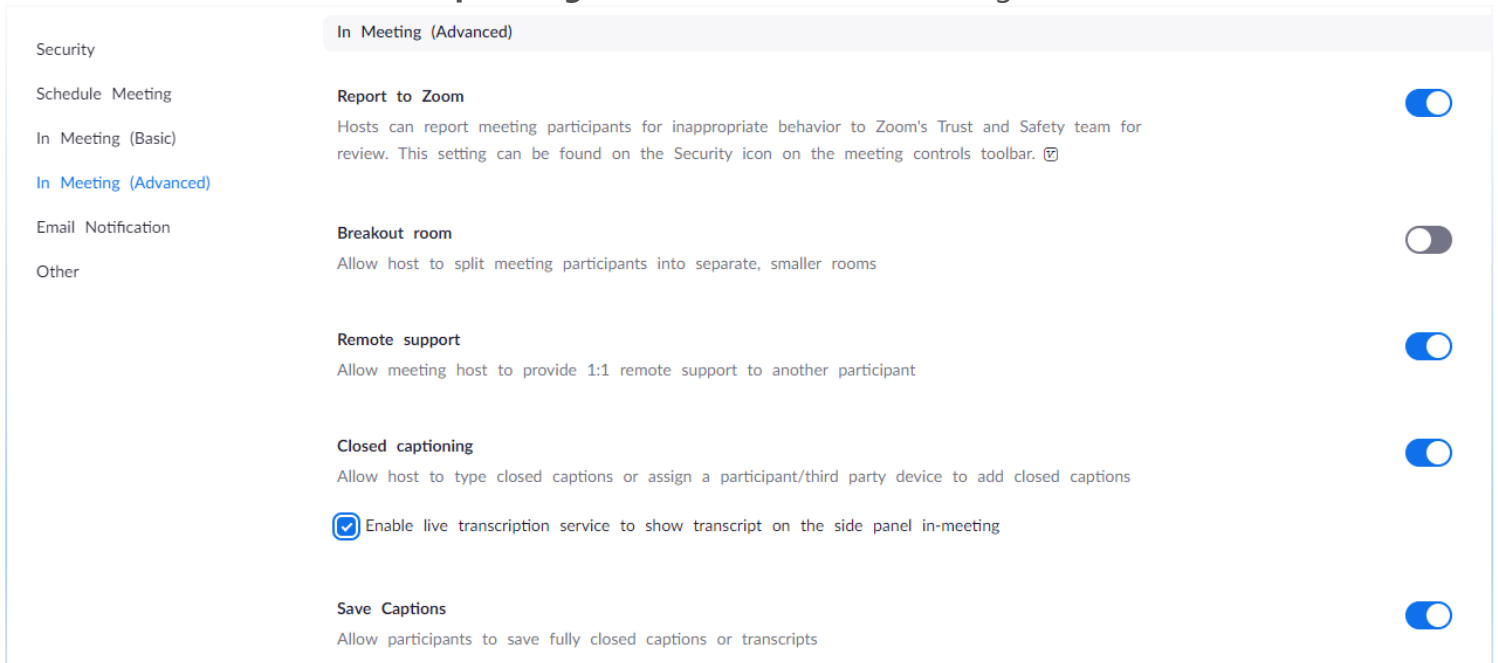 Security
Schedule Meeting
In Meeting (Basic)
In Meeting (Advanced)
Email Notification
Other
In Meeting (Advanced)
Report to Zoom
Hosts can report meeting participants for inappropriate behavior to Zoom's Trust and Safety team for
review. This setting can be found on the Security icon on the meeting controls toolbar.
Breakout room
Allow host to split meeting participants into separate, smaller rooms
Remote support
Allow meeting host to provide 1:1 remote support to another participant
Closed captioning
Allow host to type closed captions or assign a participant/third party device to add closed captions
Enable live transcription service to show transcript on the side panel in-meeting
Save Captions
Allow participants to save fully closed captions or transcripts